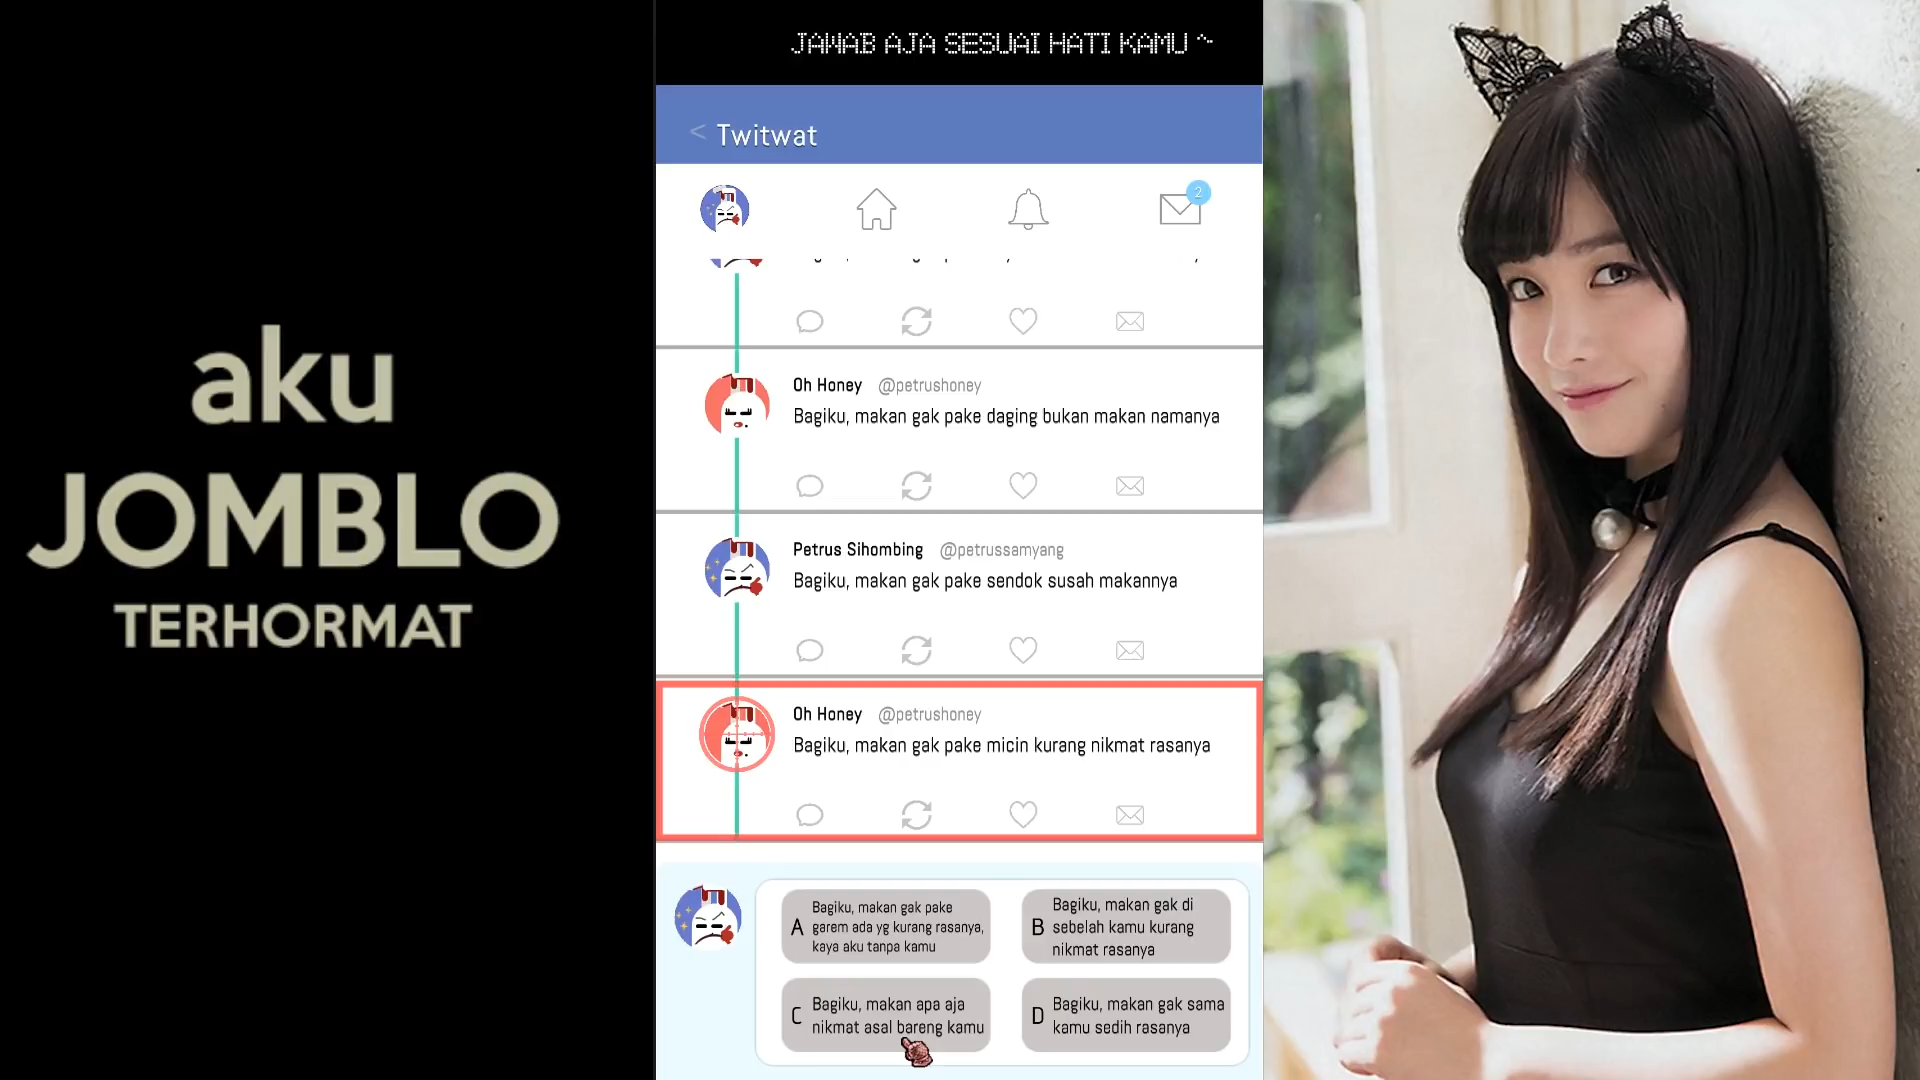 aku
JOMBLO
TERHORMAT
JAWAB AJA SESUAI HATI KAMU ~
< Twitwat
2
Oh Honey @petrushoney
Bagiku, makan gak pake daging bukan makan namanya
Petrus Sihombing @petrussamyang
Bagiku, makan gak pake sendok susah makannya
Oh Honey @petrushoney
Bagiku, makan gak pake micin kurang nikmat rasanya
A
Bagiku, makan gak pake
garem ada yg kurang rasanya,
kaya aku tanpa kamu
B
Bagiku, makan gak di
sebelah kamu kurang
nikmat rasanya
C
Bagiku, makan apa aja
nikmat asal bareng kamu
D
Bagiku, makan gak sama
kamu sedih rasanya